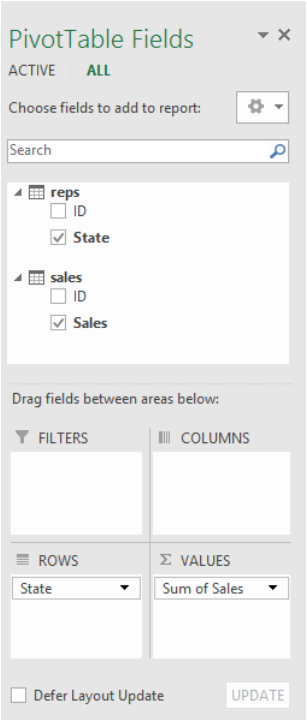 PivotTable Fields
ACTIVE ALL
Choose fields to add to report:
Search
reps
ID
State
sales
ID
Sales
Drag fields between areas below:
FILTERS
COLUMNS
ROWS
State
Σ VALUES
Sum of Sales
Defer Layout Update
UPDATE